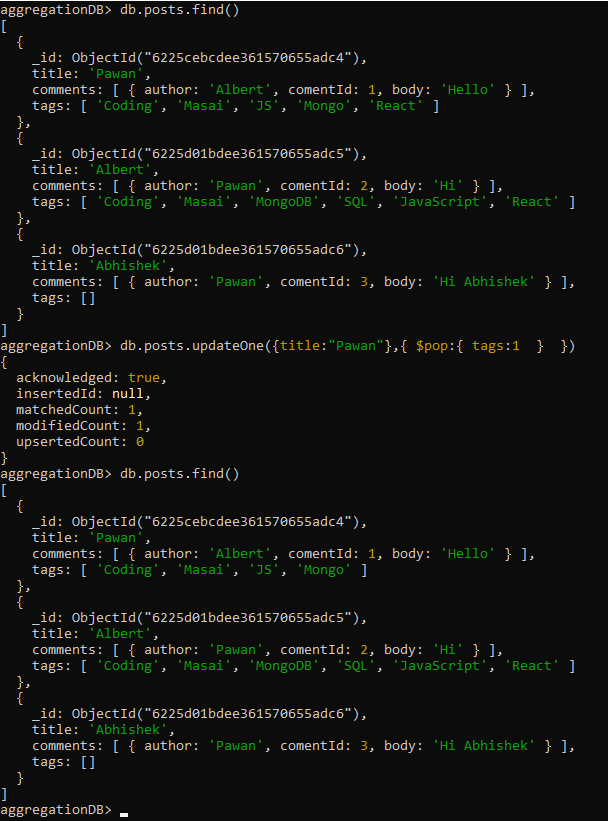 aggregationDB> db.posts.find()
[
  {
    _id: ObjectId("6225cebcdee361570655adc4"),
    title: 'Pawan',
    comments: [ { author: 'Albert', comentId: 1, body: 'Hello' } ],
    tags: [ 'Coding', 'Masai', 'JS', 'Mongo', 'React' ]
  },
  {
    _id: ObjectId("6225d01bdee361570655adc5"),
    title: 'Albert',
    comments: [ { author: 'Pawan', comentId: 2, body: 'Hi' } ],
    tags: [ 'Coding', 'Masai', 'MongoDB', 'SQL', 'JavaScript', 'React' ]
  },
  {
    _id: ObjectId("6225d01bdee361570655adc6"),
    title: 'Abhishek',
    comments: [ { author: 'Pawan', comentId: 3, body: 'Hi Abhishek' } ],
    tags: []
  }
]
aggregationDB> db.posts.updateOne({title:"Pawan"},{ $pop:{ tags:1  }  })
{
  acknowledged: true,
  insertedId: null,
  matchedCount: 1,
  modifiedCount: 1,
  upsertedCount: 0
}
aggregationDB> db.posts.find()
[
  {
    _id: ObjectId("6225cebcdee361570655adc4"),
    title: 'Pawan',
    comments: [ { author: 'Albert', comentId: 1, body: 'Hello' } ],
    tags: [ 'Coding', 'Masai', 'JS', 'Mongo' ]
  },
  {
    _id: ObjectId("6225d01bdee361570655adc5"),
    title: 'Albert',
    comments: [ { author: 'Pawan', comentId: 2, body: 'Hi' } ],
    tags: [ 'Coding', 'Masai', 'MongoDB', 'SQL', 'JavaScript', 'React' ]
  },
  {
    _id: ObjectId("6225d01bdee361570655adc6"),
    title: 'Abhishek',
    comments: [ { author: 'Pawan', comentId: 3, body: 'Hi Abhishek' } ],
    tags: []
  }
]
aggregationDB>